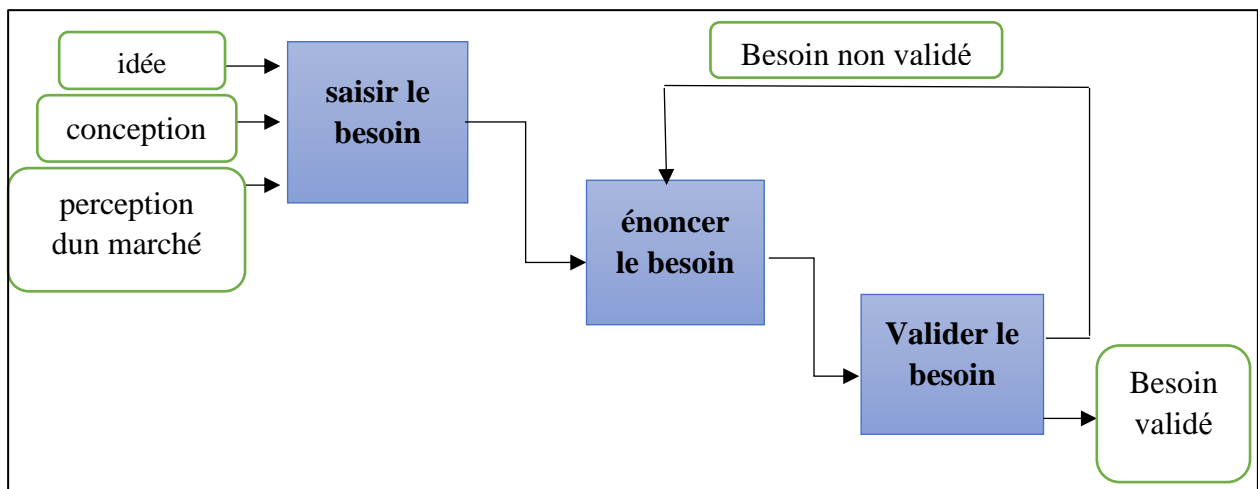 idée
conception
perception
dun marché
saisir le
besoin
Besoin non validé
énoncer
le besoin
Valider le
besoin
Besoin
validé